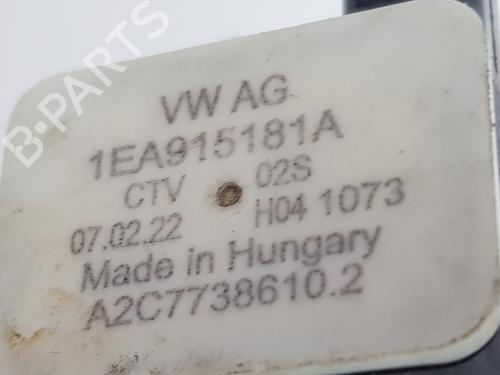 B-PARTS
VW AG
1EA915181A
CTV 02S
07.02.22 H04 1073
Made in Hungary
A2C7738610.2